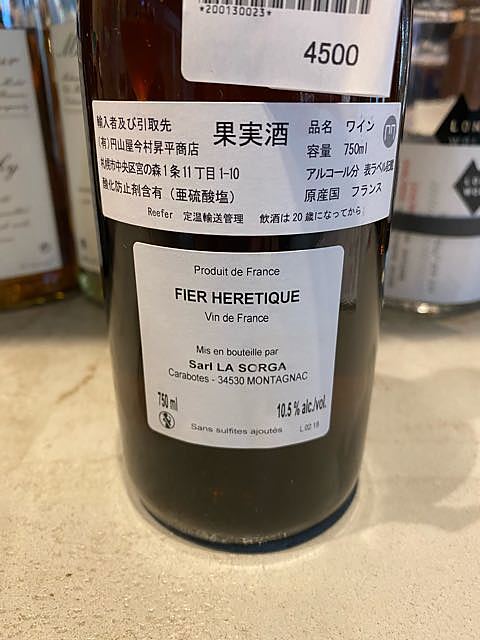 *200130023*
4500
輸入者及び引取先
(有)円山屋今村昇平商店
札幌市中央区宮の森1条11丁目1-10
酸化防止剤含有（亜硫酸塩）
果実酒
品名 ワイン
容量 750ml
アルコール分 表ラベル記載
原産国 フランス
Reefer 定温輸送管理 飲酒は20歳になってから
Produit de France
FIER HERETIQUE
Vin de France
Mis en bouteille par
Sarl LA SORGA
Carabotes - 34530 MONTAGNAC
750 ml
10.5 % alc./vol.
Sans sulfites ajoutés
L.02.18